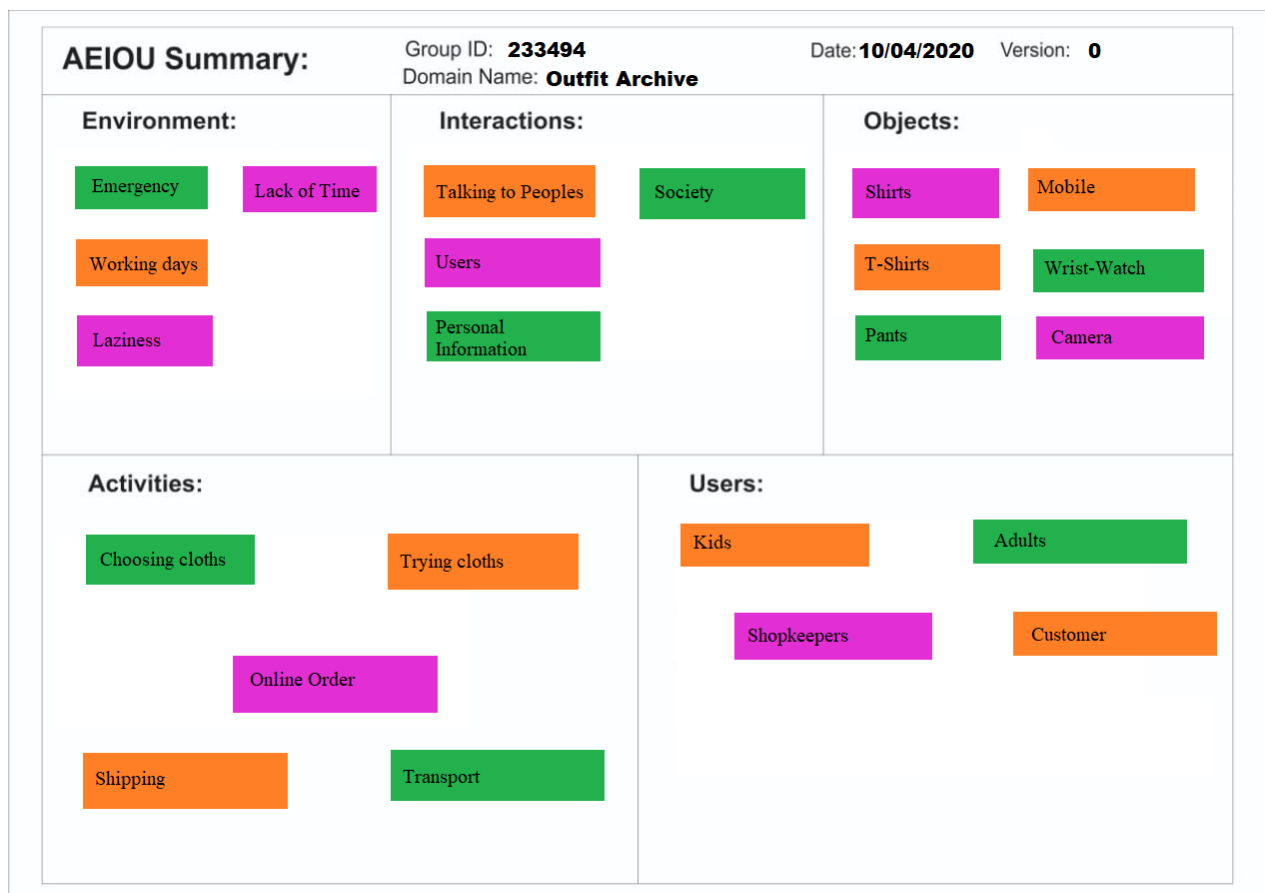 AEIOU Summary:
Group ID: 233494
Date: 10/04/2020 Version: 0
Domain Name: Outfit Archive
Environment:
Emergency
Lack of Time
Working days
Laziness
Interactions:
Talking to Peoples
Society
Users
Personal
Information
Objects:
Shirts
Mobile
T-Shirts
Wrist-Watch
Pants
Camera
Activities:
Choosing cloths
Trying cloths
Online Order
Shipping
Transport
Users:
Kids
Adults
Shopkeepers
Customer